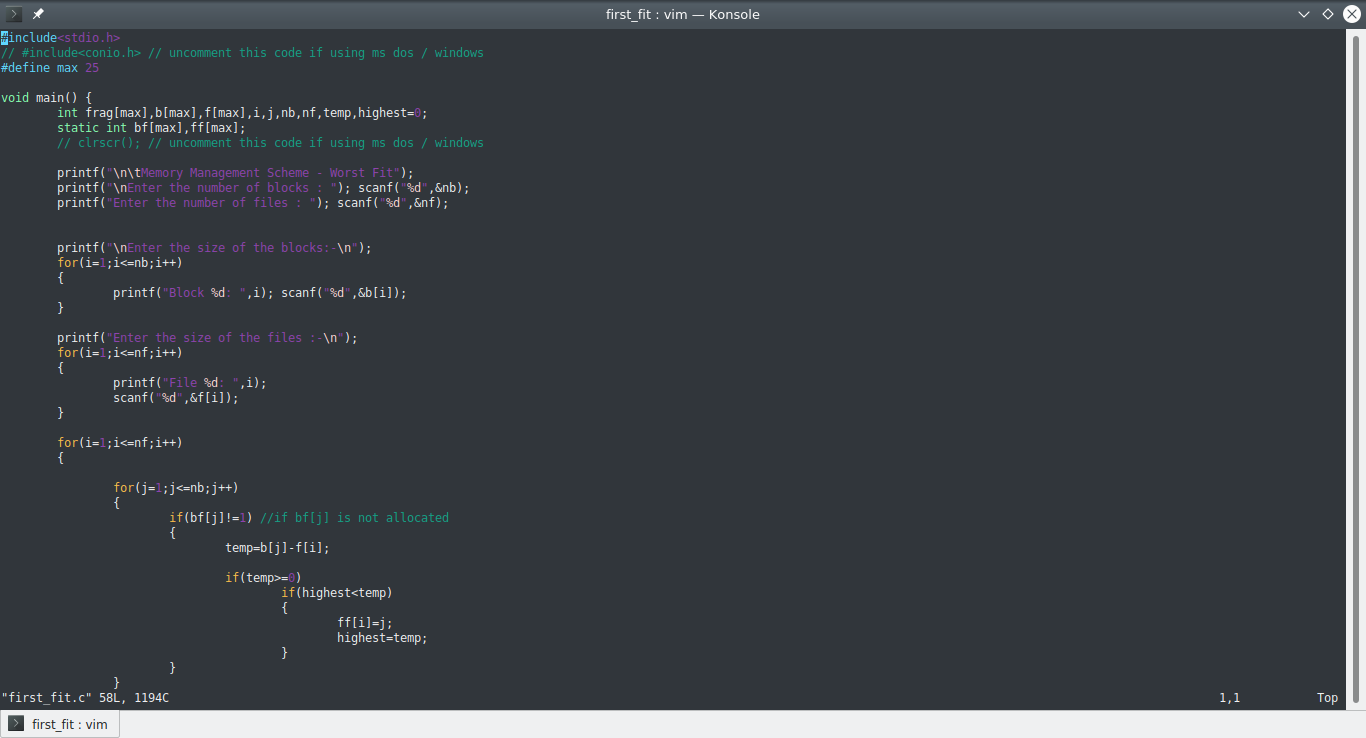 first_fit : vim — Konsole
#include<stdio.h>
// #include<conio.h> // uncomment this code if using ms dos / windows
#define max 25
void main() {
int frag[max],b[max],f[max],i,j,nb,nf,temp,highest=0;
static int bf[max],ff[max];
// clrscr(); // uncomment this code if using ms dos / windows
printf("\n\tMemory Management Scheme - Worst Fit");
printf("\nEnter the number of blocks : "); scanf("%d",&nb);
printf("Enter the number of files : "); scanf("%d",&nf);
printf("\nEnter the size of the blocks:-\n");
for(i=1;i<=nb;i++)
{
printf("Block %d: ",i); scanf("%d",&b[i]);
}
printf("Enter the size of the files :-\n");
for(i=1;i<=nf;i++)
{
printf("File %d: ",i);
scanf("%d",&f[i]);
}
for(i=1;i<=nf;i++)
{
for(j=1;j<=nb;j++)
{
if(bf[j]!=1) //if bf[j] is not allocated
{
temp=b[j]-f[i];
if(temp>=0)
if(highest<temp)
{
ff[i]=j;
highest=temp;
}
}
}
"first_fit.c" 58L, 1194C 1,1 Top
first_fit : vim